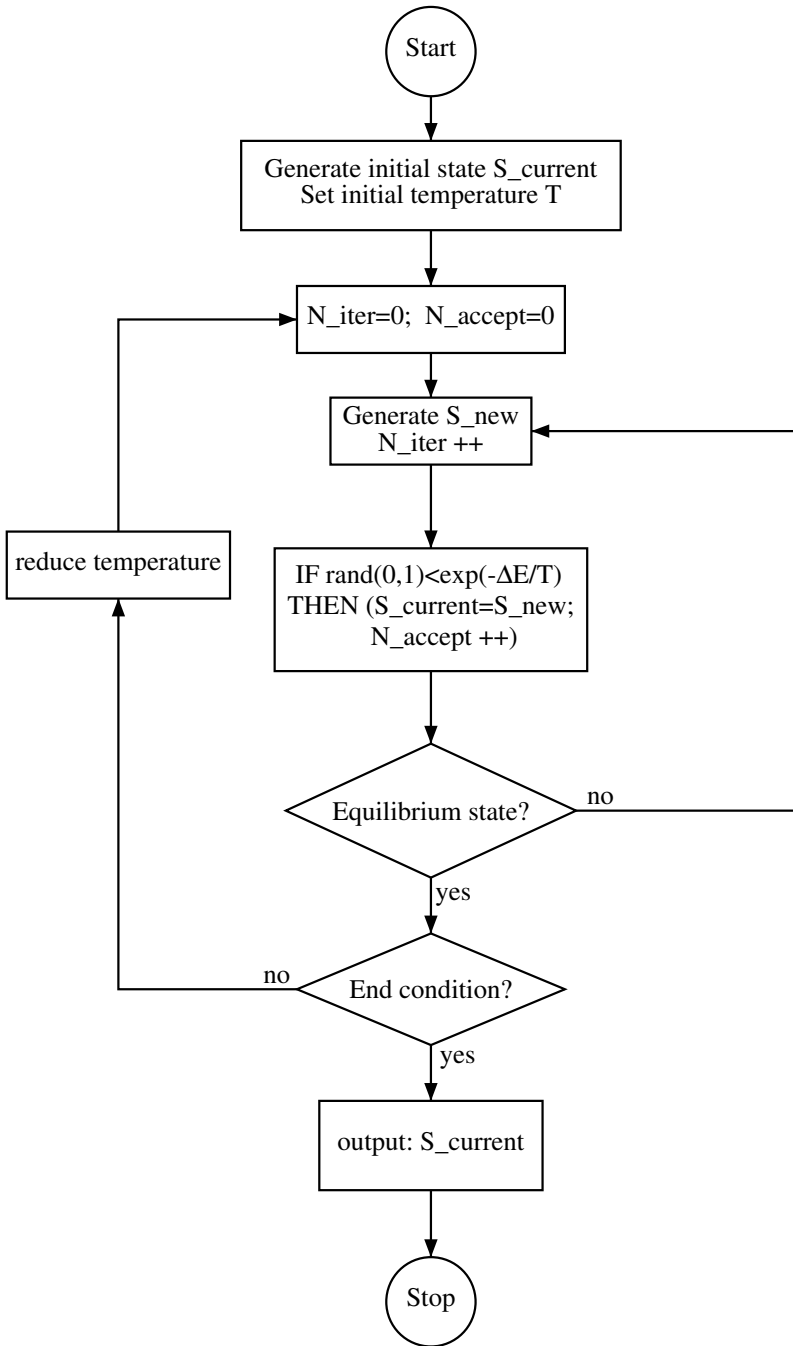 Start
Generate initial state S_current
Set initial temperature T
N_iter=0;  N_accept=0
Generate S_new
N_iter ++
reduce temperature
IF rand(0,1)<exp(-ΔE/T)
THEN (S_current=S_new;
N_accept ++)
Equilibrium state?
no
yes
no
End condition?
yes
output: S_current
Stop